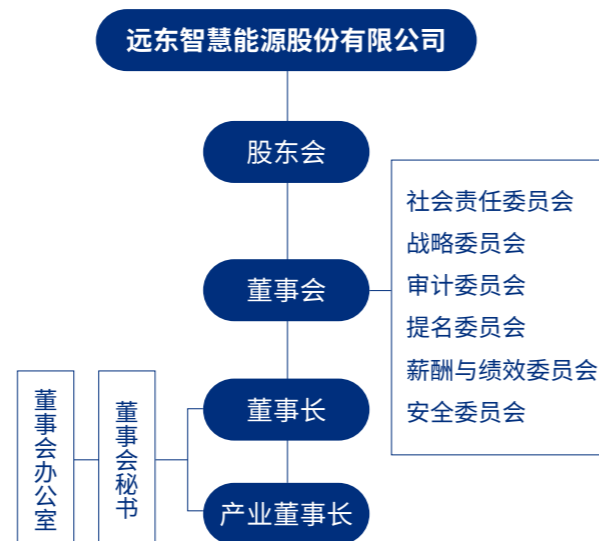 远东智慧能源股份有限公司
股东会
董事会
社会责任委员会
战略委员会
审计委员会
提名委员会
薪酬与绩效委员会
安全委员会
董事长
董事会办公室
董事会秘书
产业董事长